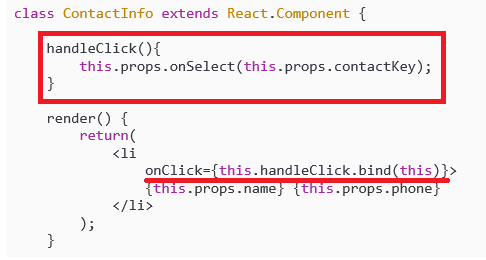 class ContactInfo extends React.Component {
handleClick(){
this.props.onSelect(this.props.contactKey);
}
render() {
return(
<li
onClick={this.handleClick.bind(this)}>
{this.props.name} {this.props.phone}
</li>
);
}